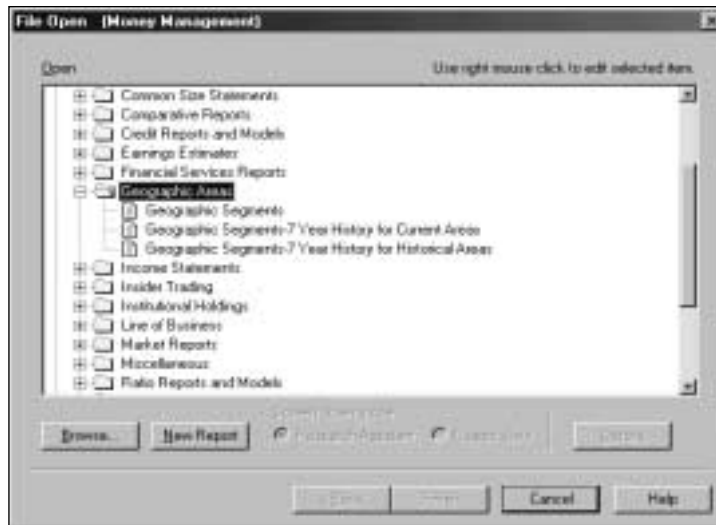 File Open (Money Management)
Open
Use right mouse click to edit selected item.
Common Size Statements
Comparative Reports
Credit Reports and Models
Earnings Estimates
Financial Services Reports
Geographic Areas
Geographic Segments
Geographic Segments-7 Year History for Current Areas
Geographic Segments-7 Year History for Historical Areas
Income Statements
Insider Trading
Institutional Holdings
Line of Business
Market Reports
Miscellaneous
Ratio Reports and Models
Browse... New Report
Cancel Help